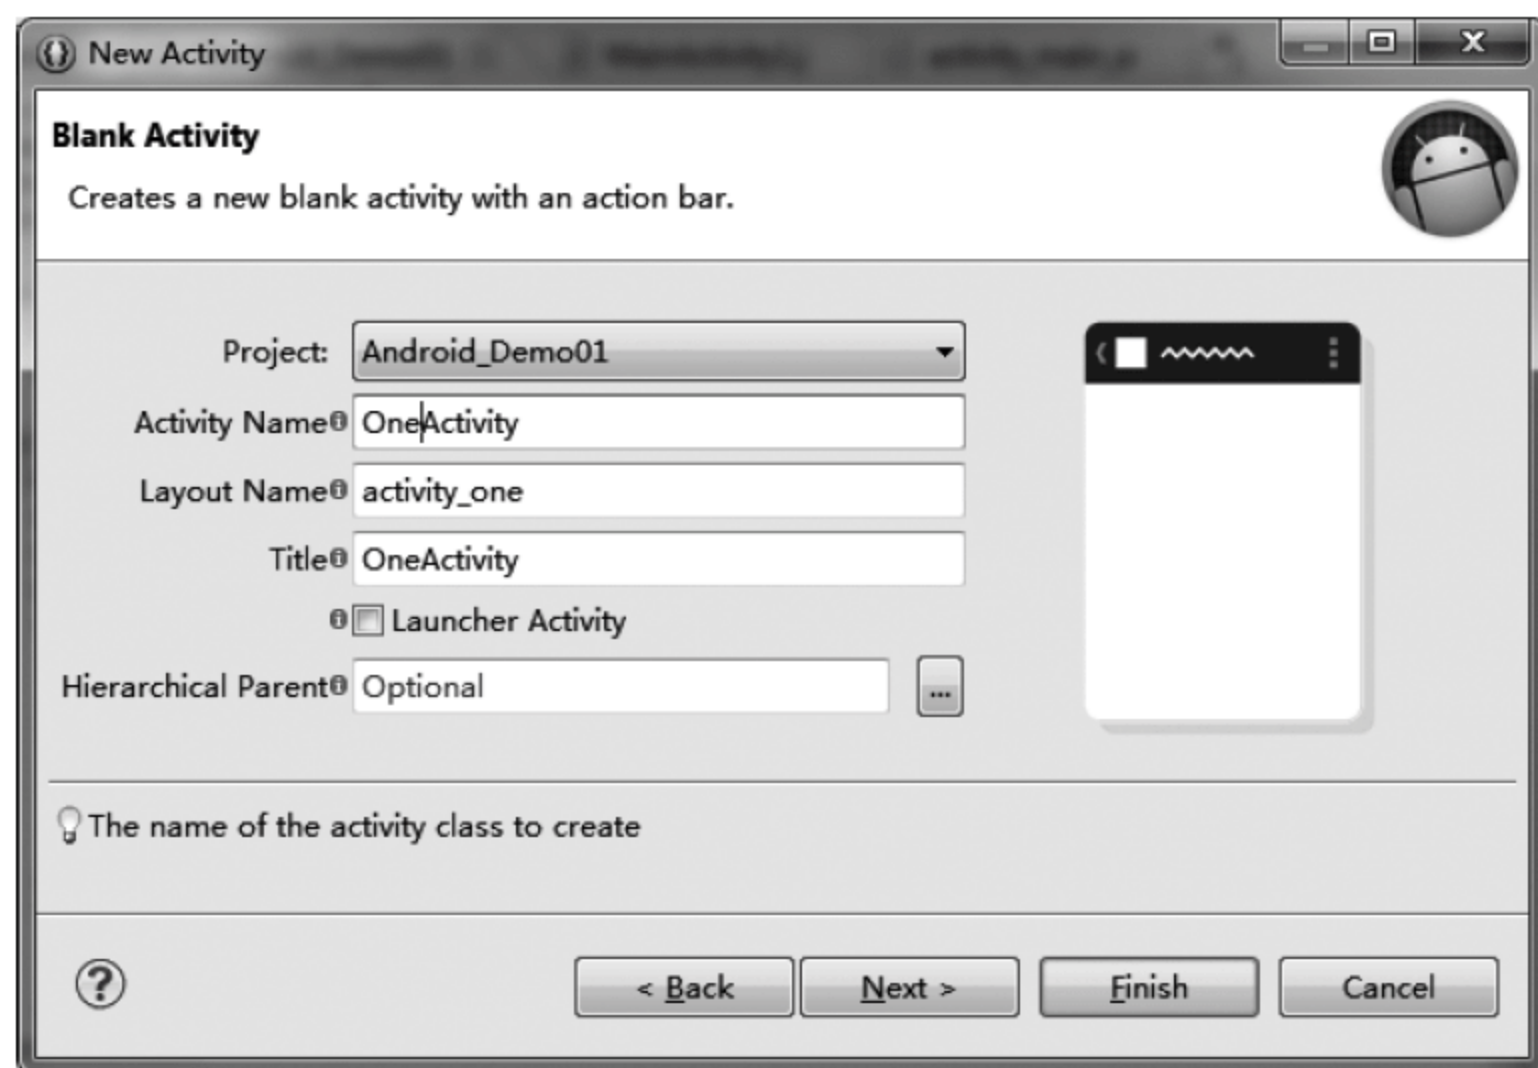 New Activity
Blank Activity
Creates a new blank activity with an action bar.
Project: Android_Demo01
Activity Name OneActivity
Layout Name activity_one
Title OneActivity
Launcher Activity
Hierarchical Parent Optional ...
The name of the activity class to create
? < Back Next > Finish Cancel